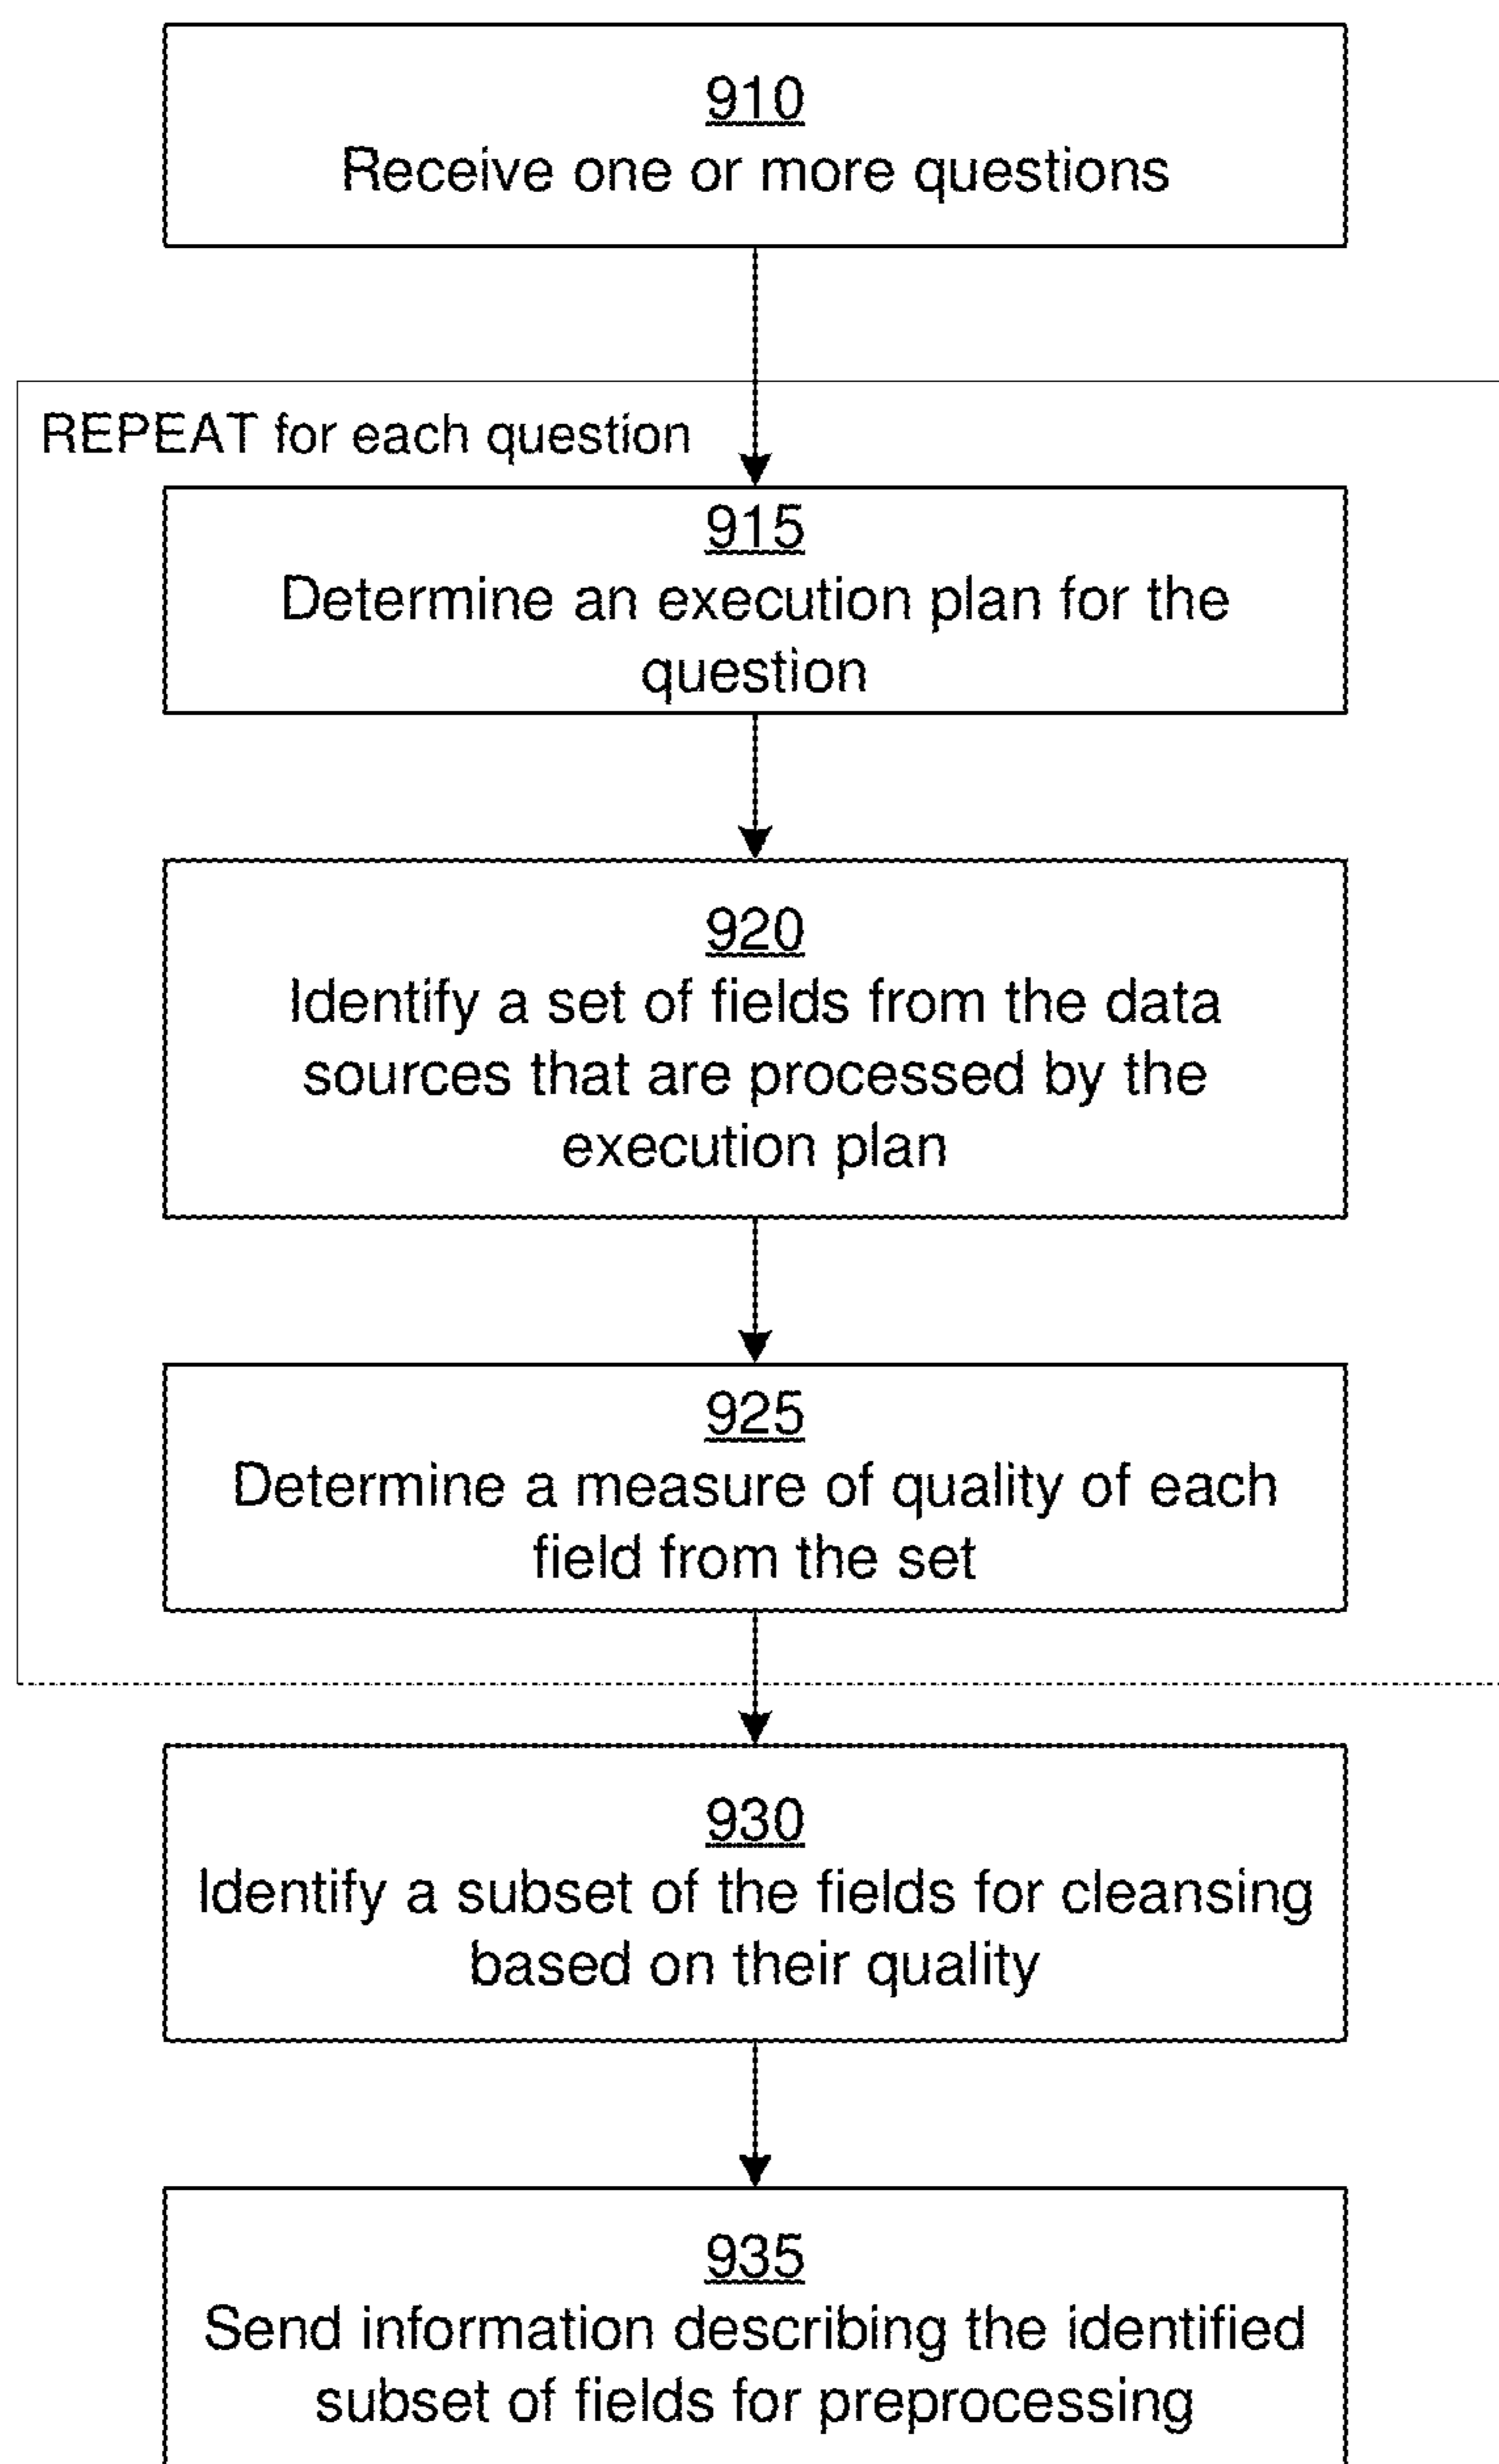 910
Receive one or more questions
REPEAT for each question
915
Determine an execution plan for the
question
920
Identify a set of fields from the data
sources that are processed by the
execution plan
925
Determine a measure of quality of each
field from the set
930
Identify a subset of the fields for cleansing
based on their quality
935
Send information describing the identified
subset of fields for preprocessing